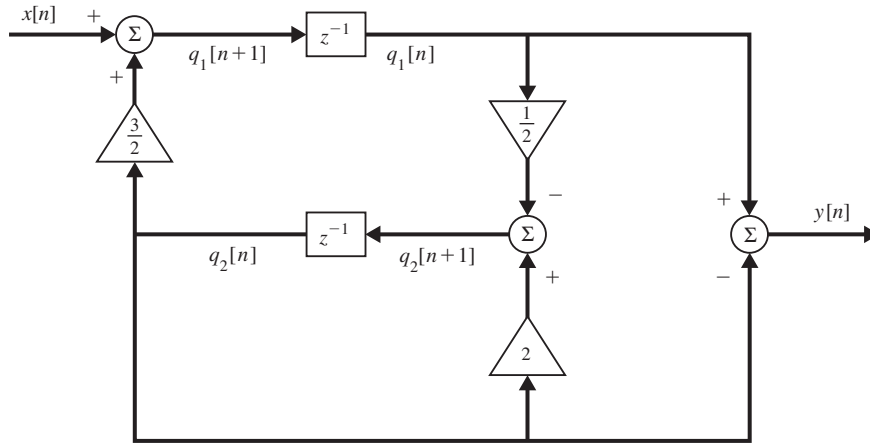 x[n]
+
Σ
q₁[n+1]
z⁻¹
q₁[n]
+
3/2
1/2
−
+
y[n]
q₂[n]
z⁻¹
q₂[n+1]
Σ
Σ
+
−
2